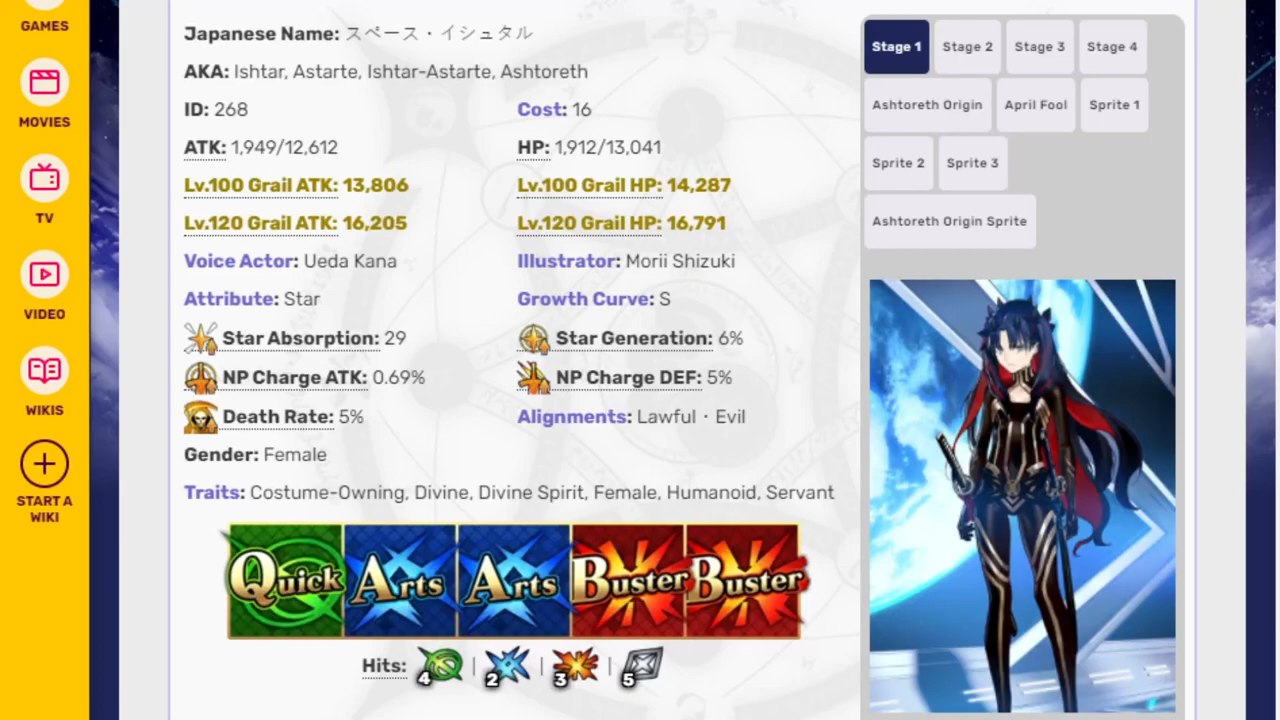 GAMES
MOVIES
TV
VIDEO
WIKIS
START A
WIKI
Japanese Name: スペース・イシュタル
AKA: Ishtar, Astarte, Ishtar-Astarte, Ashtoreth
ID: 268 Cost: 16
ATK: 1,949/12,612 HP: 1,912/13,041
Lv.100 Grail ATK: 13,806 Lv.100 Grail HP: 14,287
Lv.120 Grail ATK: 16,205 Lv.120 Grail HP: 16,791
Voice Actor: Ueda Kana Illustrator: Morii Shizuki
Attribute: Star Growth Curve: S
Star Absorption: 29 Star Generation: 6%
NP Charge ATK: 0.69% NP Charge DEF: 5%
Death Rate: 5% Alignments: Lawful・Evil
Gender: Female
Traits: Costume-Owning, Divine, Divine Spirit, Female, Humanoid, Servant
Quick Arts Arts Buster Buster
Hits: 4 | 2 | 3 | 5
Stage 1 Stage 2 Stage 3 Stage 4
Ashtoreth Origin April Fool Sprite 1
Sprite 2 Sprite 3
Ashtoreth Origin Sprite